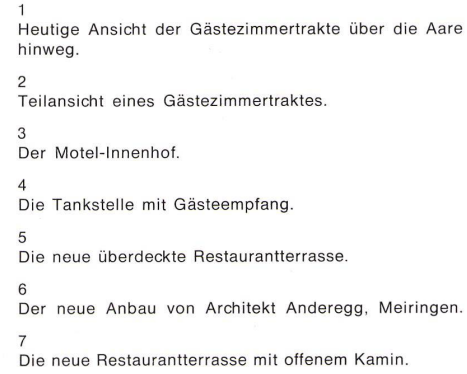 1
Heutige Ansicht der Gästezimmertrakte über die Aare
hinweg.
2
Teilansicht eines Gästezimmertraktes.
3
Der Motel-Innenhof.
4
Die Tankstelle mit Gästeempfang.
5
Die neue überdeckte Restaurantterrasse.
6
Der neue Anbau von Architekt Anderegg, Meiringen.
7
Die neue Restaurantterrasse mit offenem Kamin.